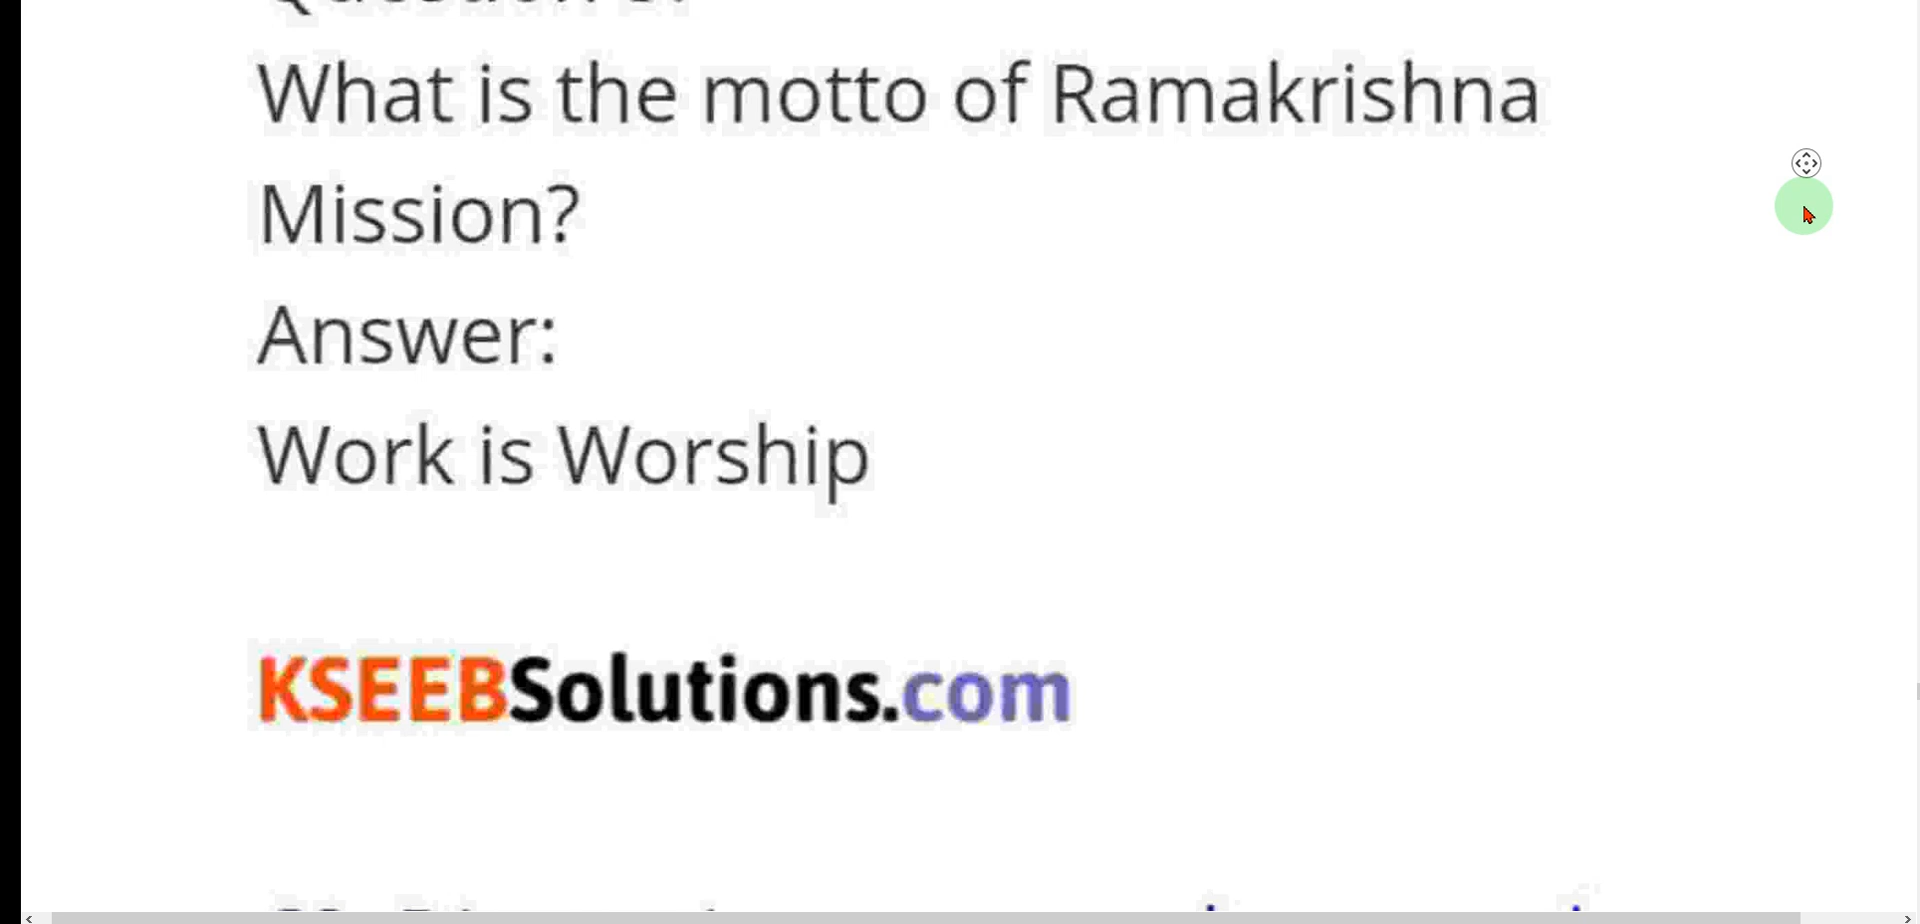 What is the motto of Ramakrishna
Mission?
Answer:
Work is Worship
KSEEBSolutions.com